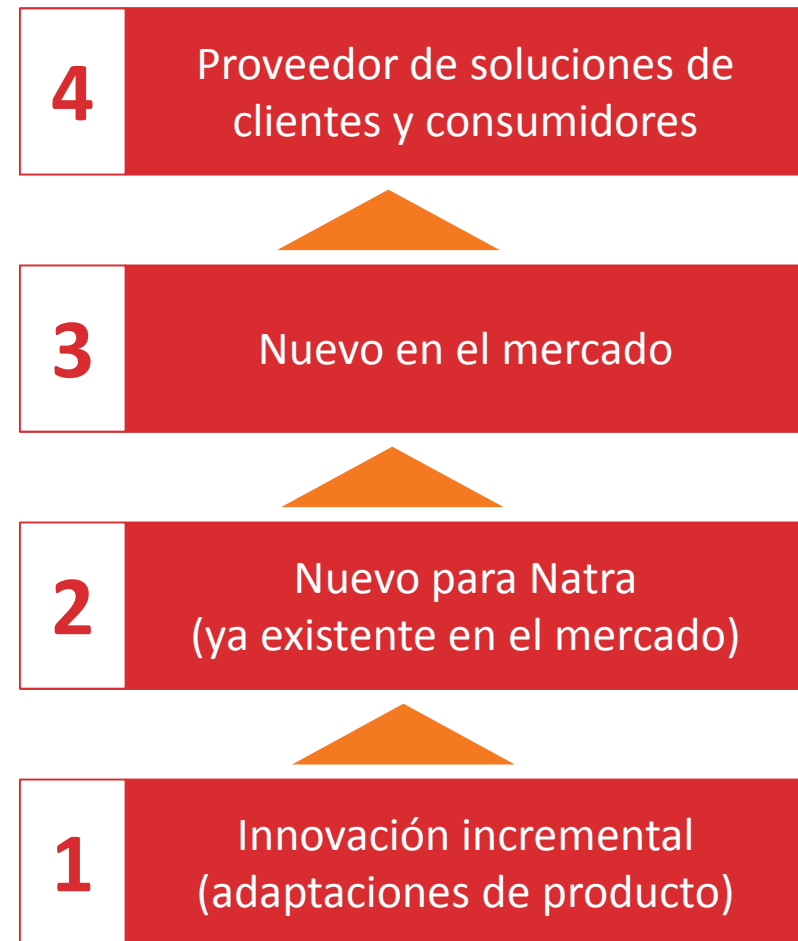 4
Proveedor de soluciones de
clientes y consumidores
3
Nuevo en el mercado
2
Nuevo para Natra
(ya existente en el mercado)
1
Innovación incremental
(adaptaciones de producto)